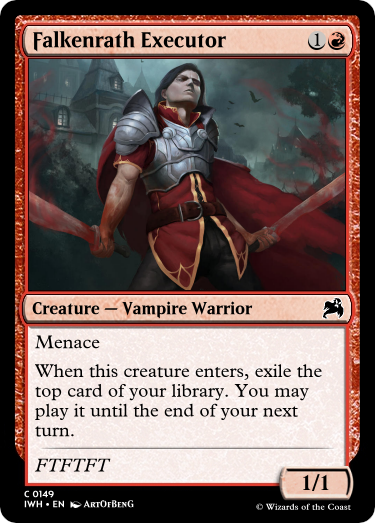 Falkenrath Executor 1
Creature — Vampire Warrior
Menace
When this creature enters, exile the
top card of your library. You may
play it until the end of your next
turn.
FTFTFT
1/1
C 0149
IWH • EN ArtOfBenG
© Wizards of the Coast